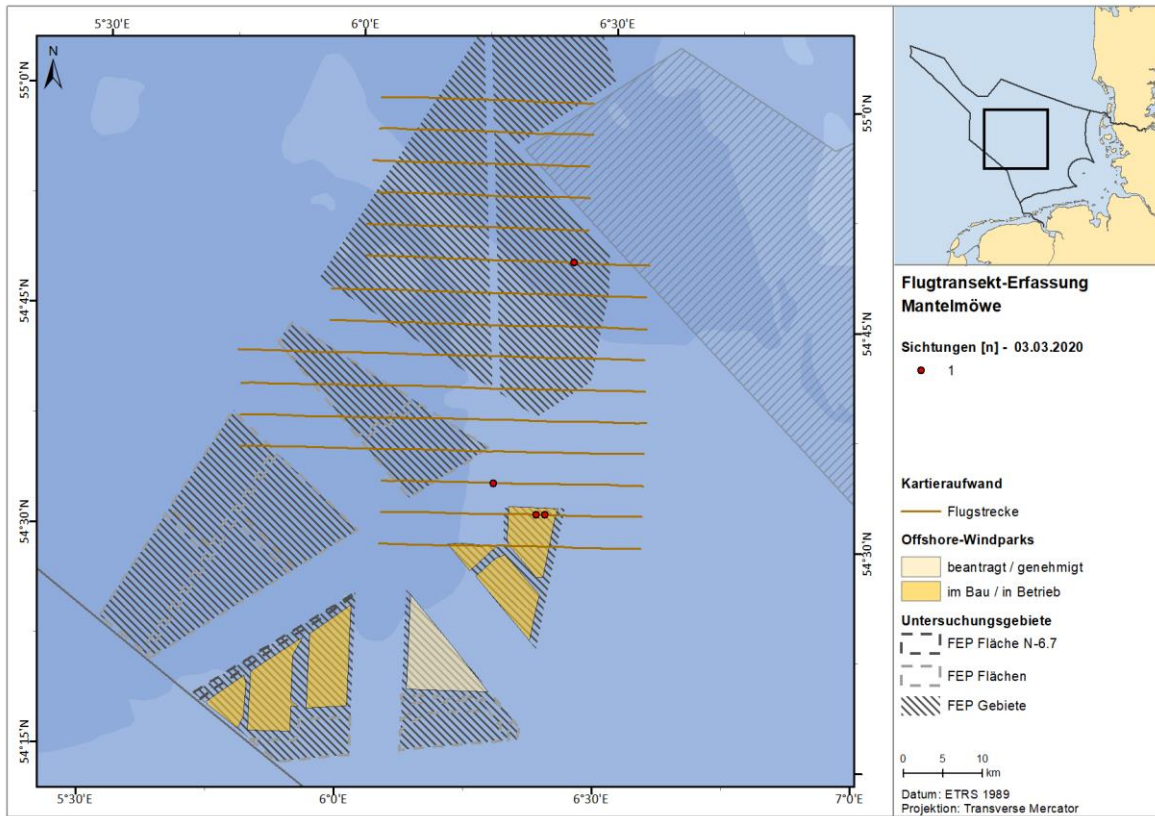 5°30'E
6°0'E
6°30'E
N
55°0'N
55°0'N
54°45'N
54°45'N
54°30'N
54°30'N
54°15'N
5°30'E
6°0'E
6°30'E
7°0'E
Flugtransekt-Erfassung
Mantelmöwe
Sichtungen [n] - 03.03.2020
1
Kartieraufwand
Flugstrecke
Offshore-Windparks
beantragt / genehmigt
im Bau / in Betrieb
Untersuchungsgebiete
FEP Fläche N-6.7
FEP Flächen
FEP Gebiete
0 5 10
km
Datum: ETRS 1989
Projektion: Transverse Mercator